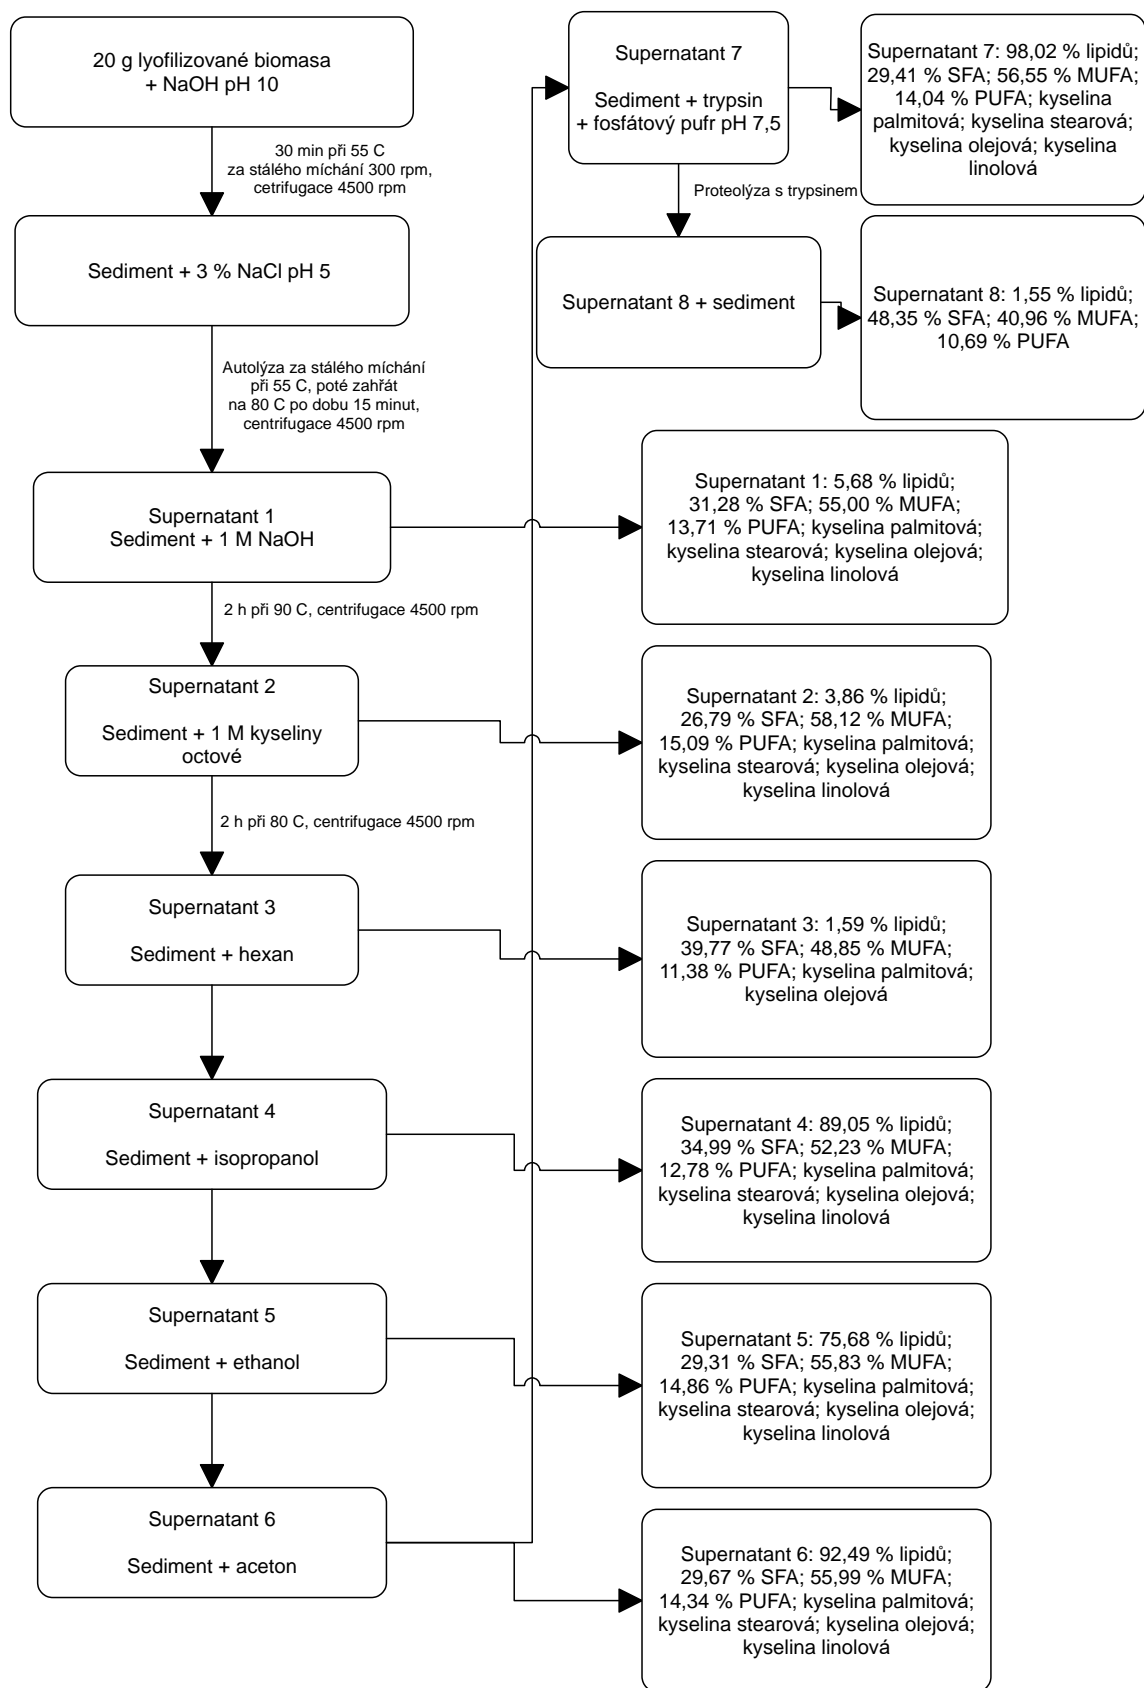 20 g lyofilizované biomasa
+ NaOH pH 10
30 min při 55 C
za stálého míchání 300 rpm,
cetrifugace 4500 rpm
Sediment + 3 % NaCl pH 5
Autolýza za stálého míchání
při 55 C, poté zahřát
na 80 C po dobu 15 minut,
centrifugace 4500 rpm
Supernatant 1
Sediment + 1 M NaOH
2 h při 90 C, centrifugace 4500 rpm
Supernatant 2
Sediment + 1 M kyseliny
octové
2 h při 80 C, centrifugace 4500 rpm
Supernatant 3
Sediment + hexan
Supernatant 4
Sediment + isopropanol
Supernatant 5
Sediment + ethanol
Supernatant 6
Sediment + aceton
Supernatant 7
Sediment + trypsin
+ fosfátový pufr pH 7,5
Proteolýza s trypsinem
Supernatant 8 + sediment
Supernatant 7: 98,02 % lipidů;
29,41 % SFA; 56,55 % MUFA;
14,04 % PUFA; kyselina
palmitová; kyselina stearová;
kyselina olejová; kyselina
linolová
Supernatant 8: 1,55 % lipidů;
48,35 % SFA; 40,96 % MUFA;
10,69 % PUFA
Supernatant 1: 5,68 % lipidů;
31,28 % SFA; 55,00 % MUFA;
13,71 % PUFA; kyselina palmitová;
kyselina stearová; kyselina olejová;
kyselina linolová
Supernatant 2: 3,86 % lipidů;
26,79 % SFA; 58,12 % MUFA;
15,09 % PUFA; kyselina palmitová;
kyselina stearová; kyselina olejová;
kyselina linolová
Supernatant 3: 1,59 % lipidů;
39,77 % SFA; 48,85 % MUFA;
11,38 % PUFA; kyselina palmitová;
kyselina olejová
Supernatant 4: 89,05 % lipidů;
34,99 % SFA; 52,23 % MUFA;
12,78 % PUFA; kyselina palmitová;
kyselina stearová; kyselina olejová;
kyselina linolová
Supernatant 5: 75,68 % lipidů;
29,31 % SFA; 55,83 % MUFA;
14,86 % PUFA; kyselina palmitová;
kyselina stearová; kyselina olejová;
kyselina linolová
Supernatant 6: 92,49 % lipidů;
29,67 % SFA; 55,99 % MUFA;
14,34 % PUFA; kyselina palmitová;
kyselina stearová; kyselina olejová;
kyselina linolová